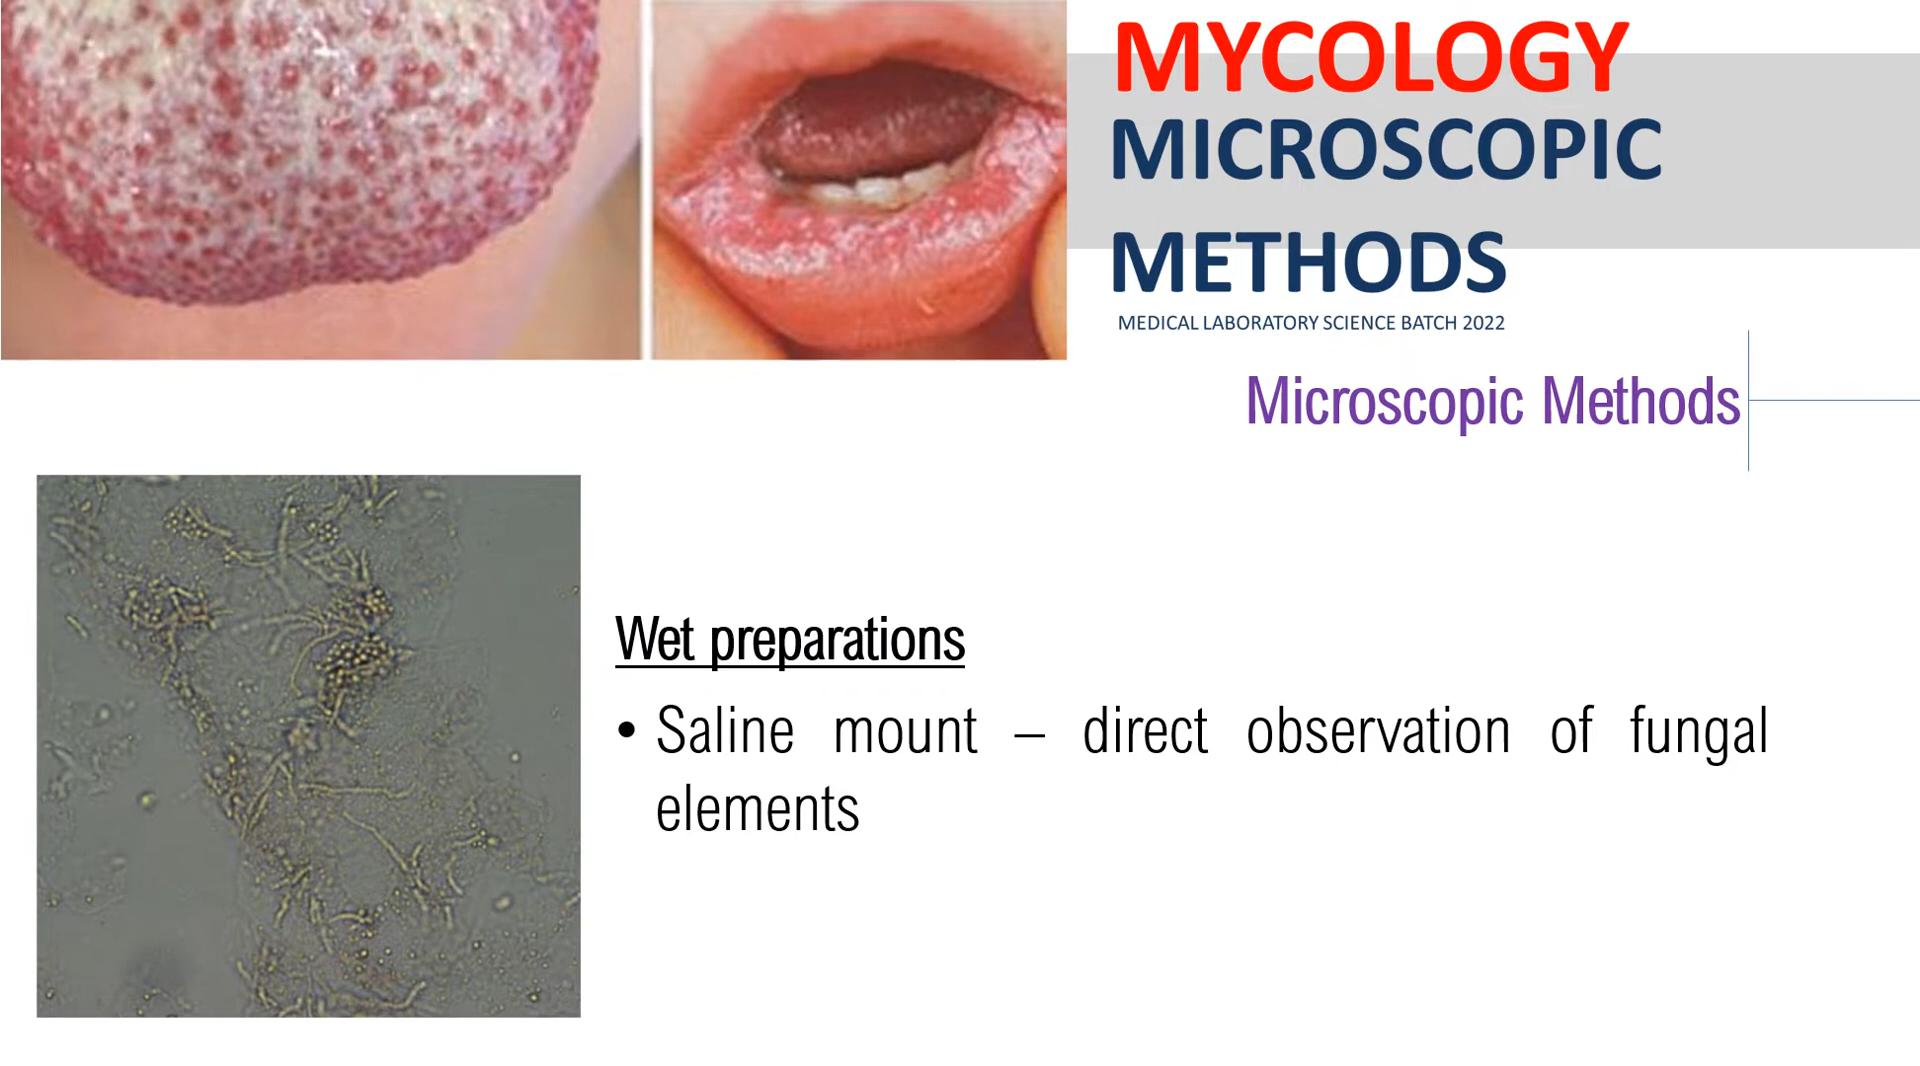 MYCOLOGY
MICROSCOPIC
METHODS
MEDICAL LABORATORY SCIENCE BATCH 2022
Microscopic Methods
Wet preparations
• Saline mount – direct observation of fungal
elements